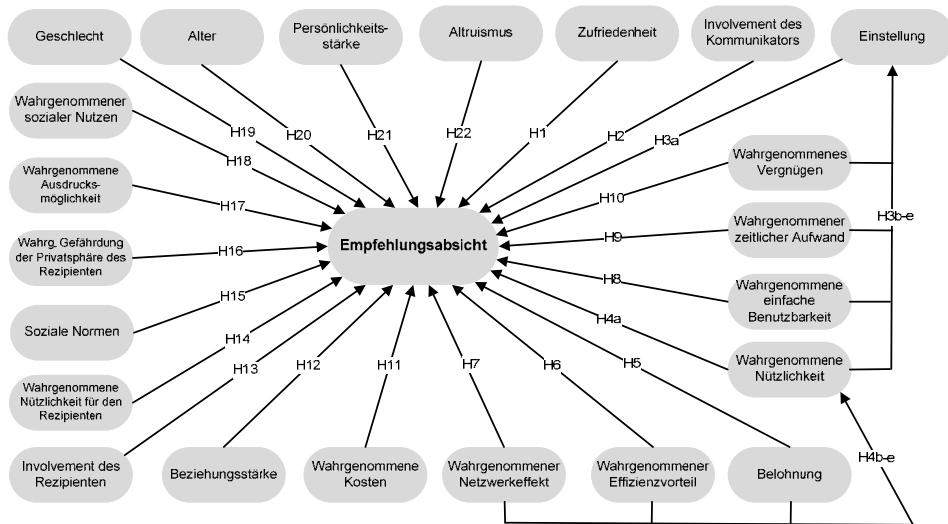 Geschlecht
Alter
Persönlichkeits-
stärke
Altruismus
Zufriedenheit
Involvement des
Kommunikators
Einstellung
Wahrgenommener
sozialer Nutzen
H19
H20
H21
H22
H1
H2
H3a
Wahrgenommenes
Vergnügen
H18
Wahrgenommene
Ausdrucks-
möglichkeit
H17
H10
H3b-e
Wahrgenommener
zeitlicher Aufwand
Wahrg. Gefährdung
der Privatsphäre des
Rezipienten
H16
Empfehlungsabsicht
H9
H8
Wahrgenommene
einfache
Benutzbarkeit
Soziale Normen
H15
H4a
H14
Wahrgenommene
Nützlichkeit
Wahrgenommene
Nützlichkeit für den
Rezipienten
H13
H12
H11
H7
H6
H5
H4b-e
Involvement des
Rezipienten
Beziehungsstärke
Wahrgenommene
Kosten
Wahrgenommener
Netzwerkeffekt
Wahrgenommener
Effizienzvorteil
Belohnung